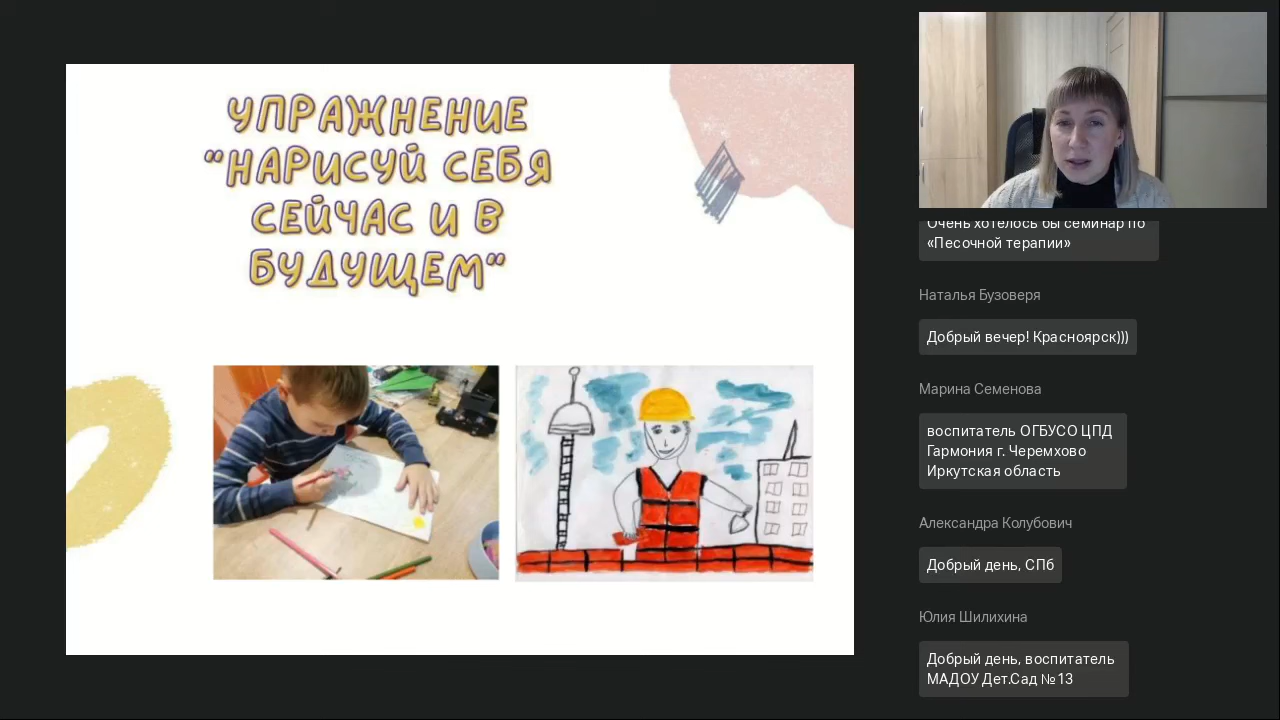 УПРАЖНЕНИЕ
“НАРИСУЙ СЕБЯ
СЕЙЧАС И В
БУДУЩЕМ”
Очень хотелось бы семинар по
«Песочной терапии»
Наталья Бузоверя
Добрый вечер! Красноярск)))
Марина Семенова
воспитатель ОГБУСО ЦПД
Гармония г. Черемхово
Иркутская область
Александра Колубович
Добрый день, СПб
Юлия Шилихина
Добрый день, воспитатель
МАДОУ Дет.Сад №13